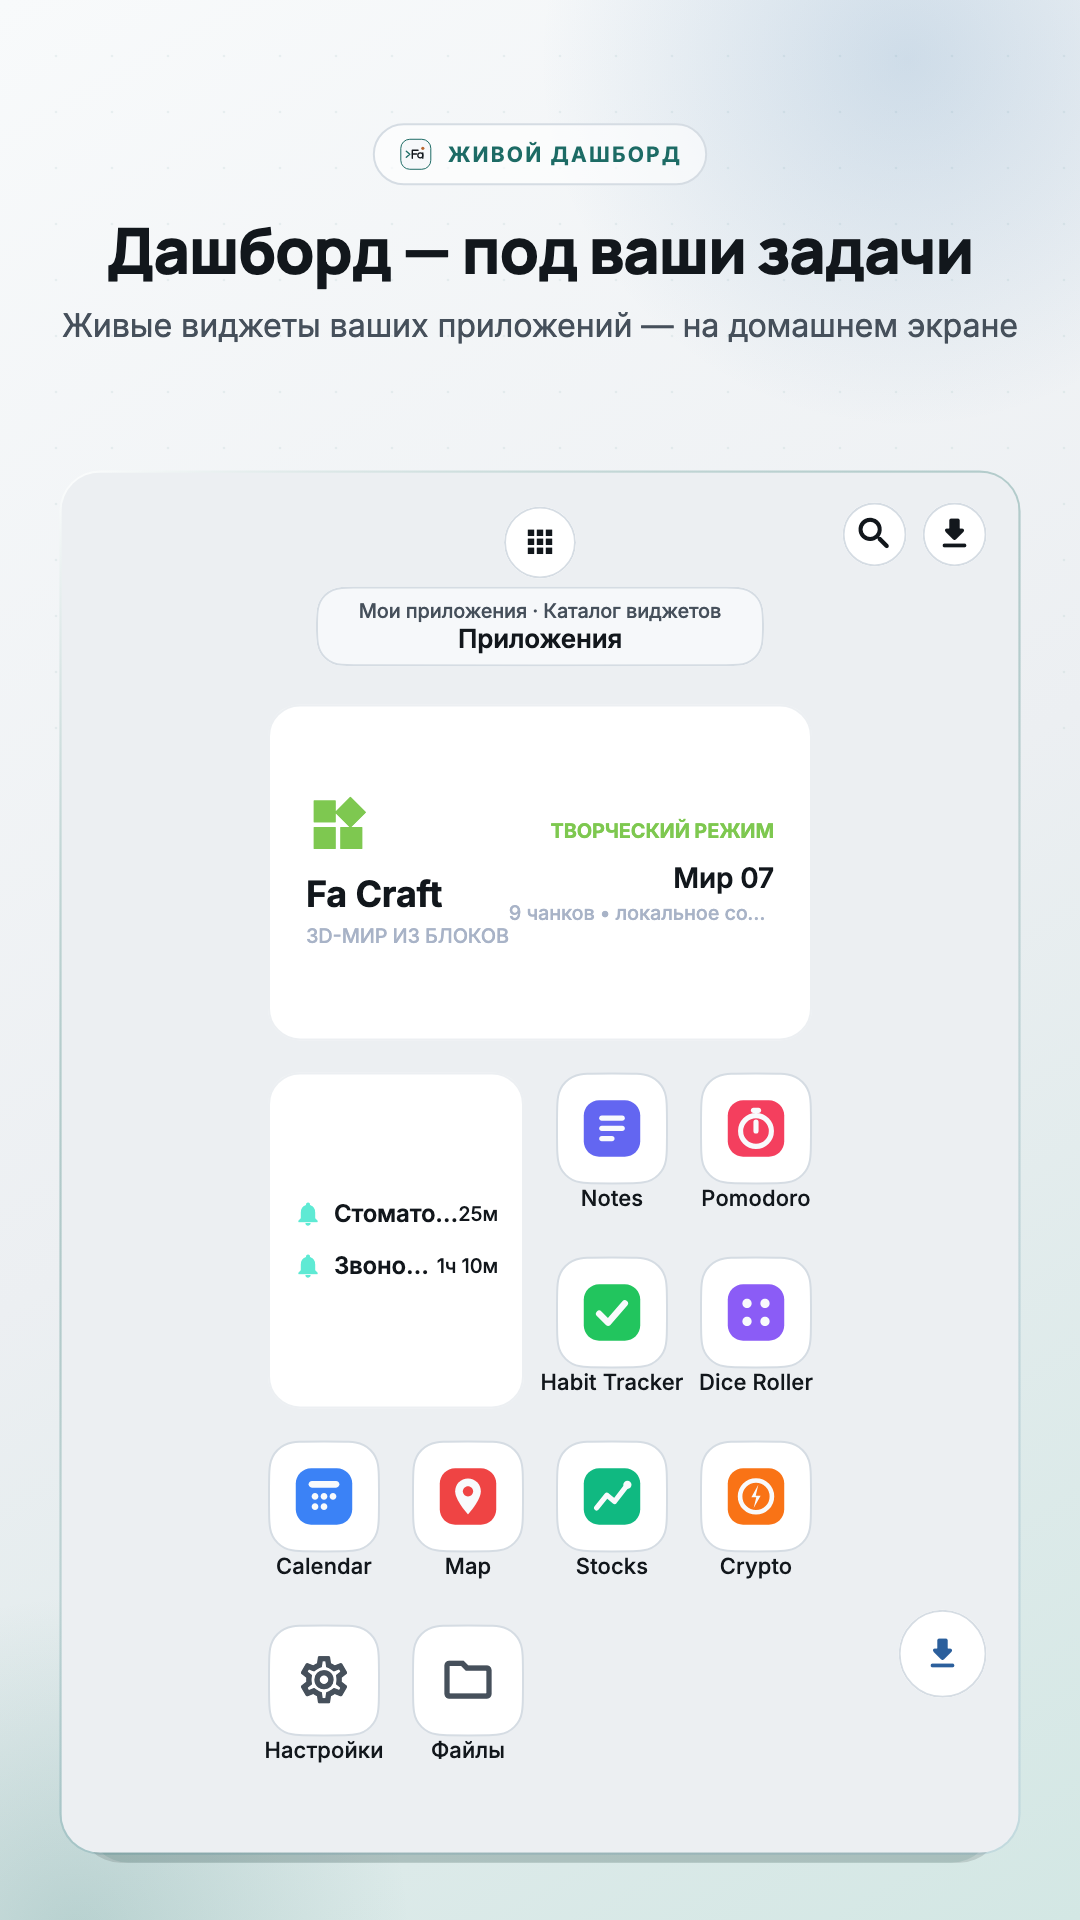 >Fa
ЖИВОЙ ДАШБОРД
Дашборд — под ваши задачи
Живые виджеты ваших приложений — на домашнем экране
Мои приложения · Каталог виджетов
Приложения
Fa Craft
3D-МИР ИЗ БЛОКОВ
ТВОРЧЕСКИЙ РЕЖИМ
Мир 07
9 чанков • локальное со...
Стомато...25м
Звоно... 1ч 10м
Notes
Pomodoro
Habit Tracker
Dice Roller
Calendar
Map
Stocks
Crypto
Настройки
Файлы